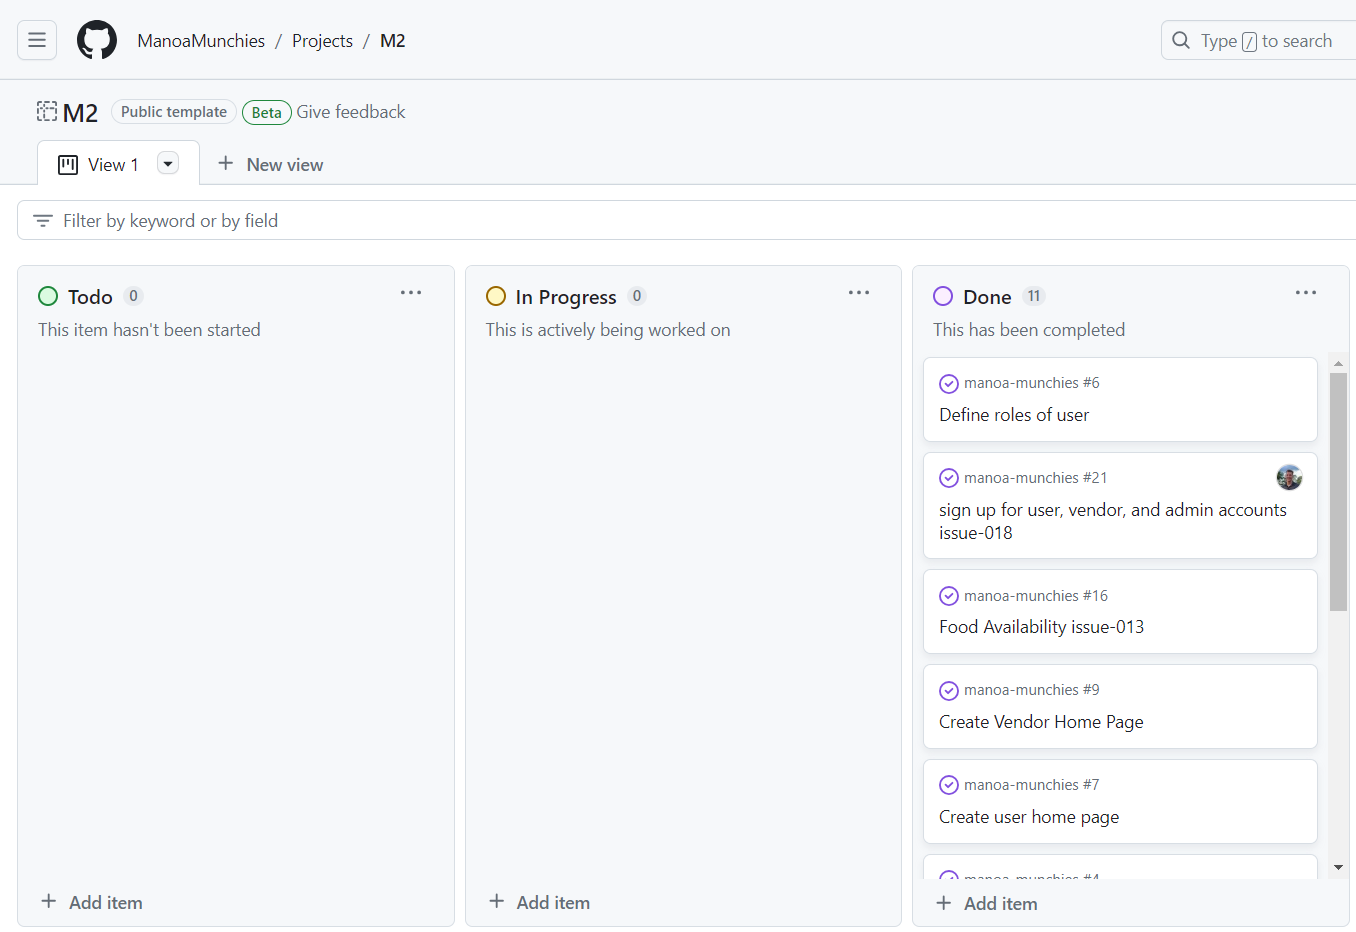 ManoaMunchies / Projects / M2
Type / to search
M2 Public template Beta Give feedback
View 1
New view
Filter by keyword or by field
Todo 0
This item hasn't been started
Add item
In Progress 0
This is actively being worked on
Add item
Done 11
This has been completed
manoa-munchies #6
Define roles of user
manoa-munchies #21
sign up for user, vendor, and admin accounts
issue-018
manoa-munchies #16
Food Availability issue-013
manoa-munchies #9
Create Vendor Home Page
manoa-munchies #7
Create user home page
manoa-munchies #4
Add item